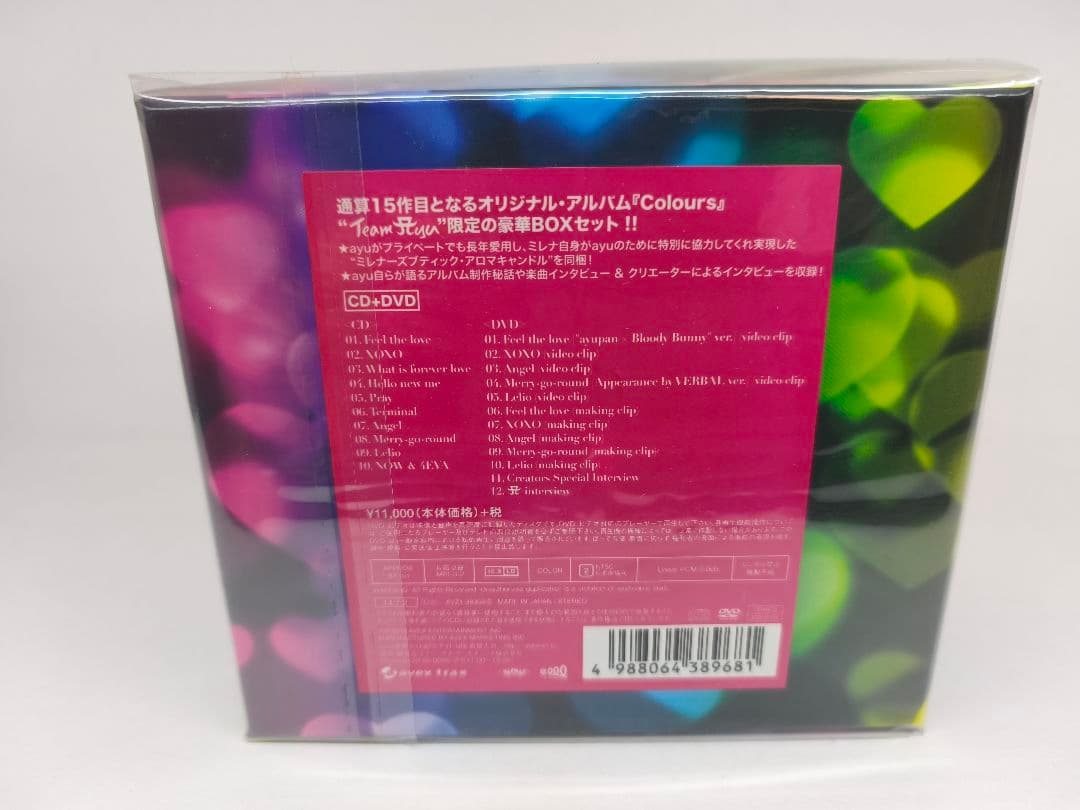 通算15作目となるオリジナル・アルバム『Colours』
"Team Ayu"限定の豪華BOXセット!!
★ayuがプライベートでも長年愛用し、ミレナ自身がayuのために特別に協力してくれ実現した
"ミレナーズブティック・アロマキャンドル"を同梱!
★ayu自らが語るアルバム制作秘話や楽曲インタビュー & クリエーターによるインタビューを収録!
CD+DVD
<CD>
01. Feel the love
02. XOXO
03. What is forever love
04. Hello new me
05. Pray
06. Terminal
07. Angel
08. Merry-go-round
09. Lelio
10. NOW & 4EVA
<DVD>
01. Feel the love ("ayupan × Bloody Bunny" ver.) (video clip)
02. XOXO (video clip)
03. Angel (video clip)
04. Merry-go-round (Appearance by VERBAL ver.) (video clip)
05. Lelio (video clip)
06. Feel the love (making clip)
07. XOXO (making clip)
08. Angel (making clip)
09. Merry-go-round (making clip)
10. Lelio (making clip)
11. Creators Special Interview
12. A interview
¥11,000(本体価格)+税
COLOR
NTSC
MADE IN JAPAN
DVD
avex trax
4 988064 389681